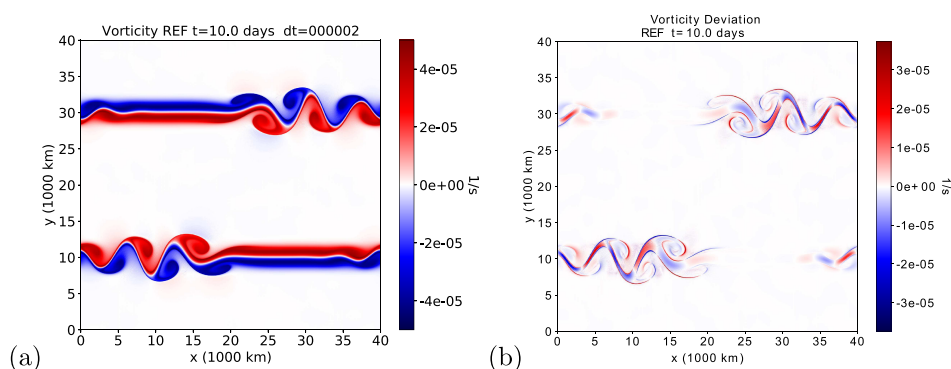 Vorticity REF t=10.0 days dt=000002
40
35
30
25
20
15
10
5
0
y (1000 km)
0 5 10 15 20 25 30 35 40
x (1000 km)
4e-05
2e-05
0e+00
-2e-05
-4e-05
1/s
(a)
Vorticity Deviation
REF t= 10.0 days
40
35
30
25
20
15
10
5
0
y (1000 km)
0 5 10 15 20 25 30 35 40
x (1000 km)
3e-05
2e-05
1e-05
0e+00
-1e-05
-2e-05
-3e-05
1/s
(b)